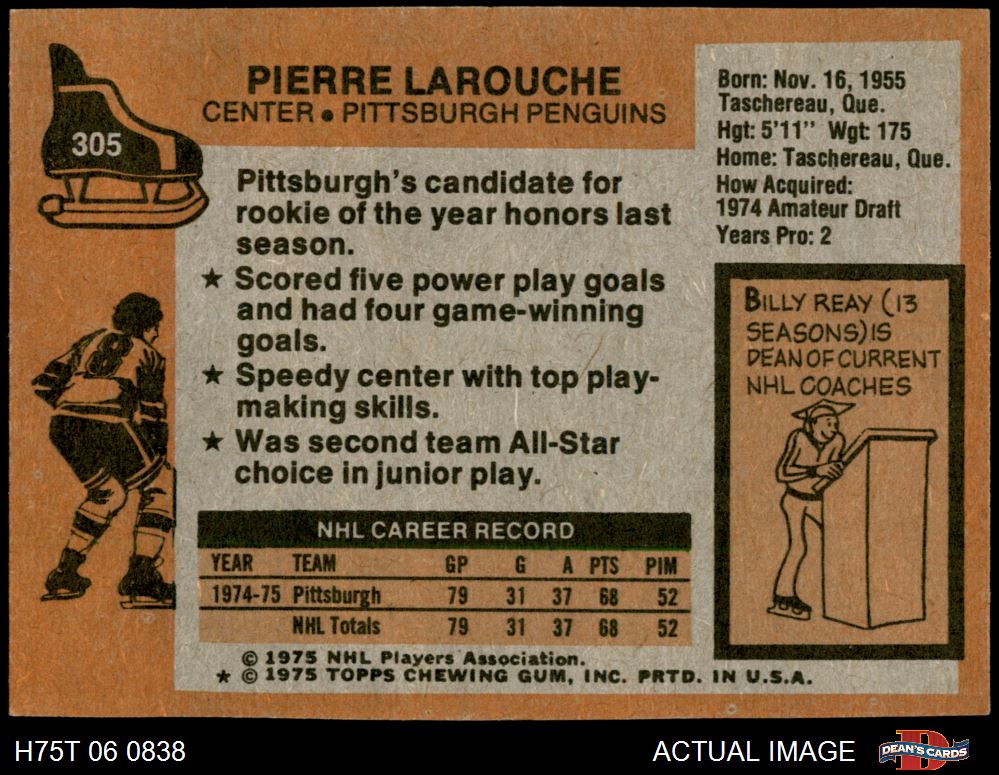 305
PIERRE LAROUCHE
CENTER • PITTSBURGH PENGUINS
Pittsburgh's candidate for
rookie of the year honors last
season.
★ Scored five power play goals
and had four game-winning
goals.
★ Speedy center with top play-
making skills.
★ Was second team All-Star
choice in junior play.
NHL CAREER RECORD
YEAR TEAM GP G A PTS PIM
1974-75 Pittsburgh 79 31 37 68 52
NHL Totals 79 31 37 68 52
© 1975 NHL Players Association.
★ © 1975 TOPPS CHEWING GUM, INC. PRTD. IN U.S.A.
Born: Nov. 16, 1955
Taschereau, Que.
Hgt: 5'11" Wgt: 175
Home: Taschereau, Que.
How Acquired:
1974 Amateur Draft
Years Pro: 2
BILLY REAY (13
SEASONS) IS
DEAN OF CURRENT
NHL COACHES
8
H75T 06 0838
ACTUAL IMAGE
D
DEAN'S CARDS